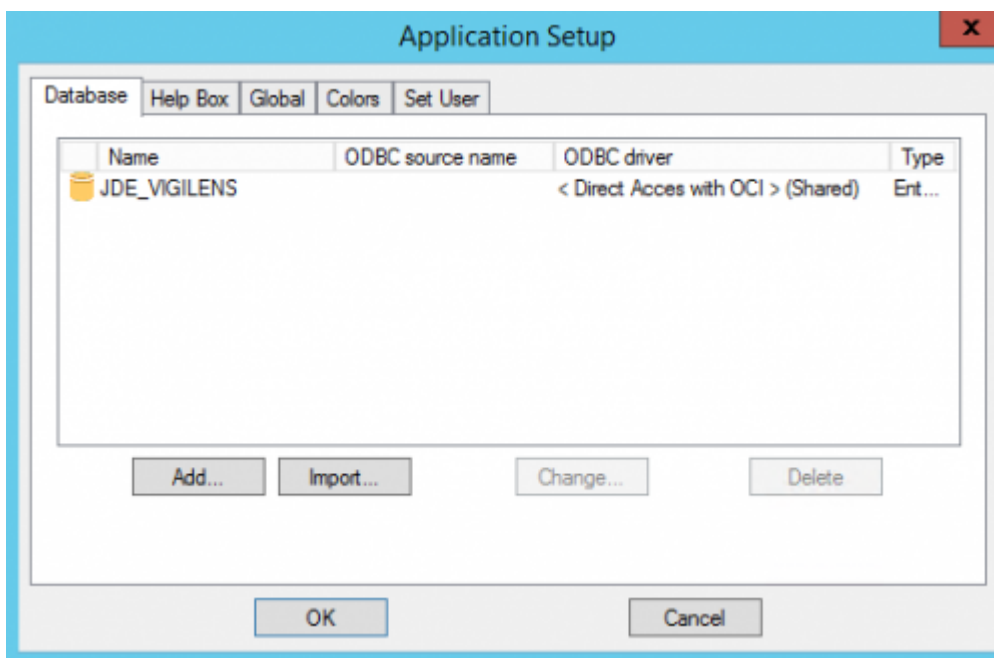 Application Setup
x
Database Help Box Global Colors Set User
Name ODBC source name ODBC driver Type
JDE_VIGILENS < Direct Acces with OCI > (Shared) Ent...
Add... Import... Change... Delete
OK Cancel